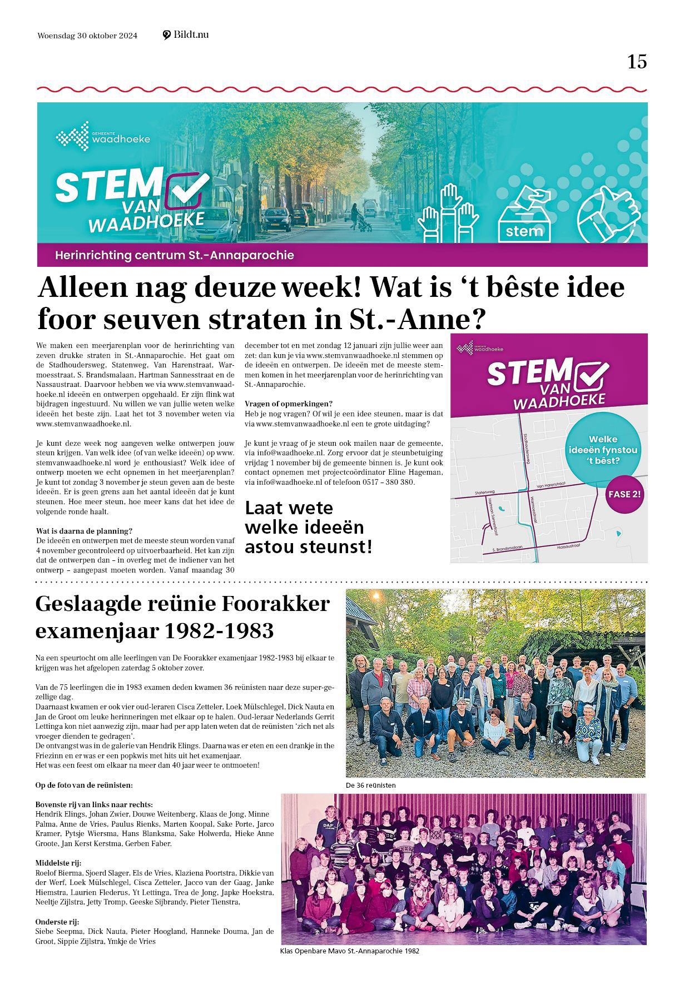 Woensdag 30 oktober 2024
Bildt.nu
15
GEMEENTE
waadhoeke
STEM
VAN
WAADHOEKE
stem
Herinrichting centrum St.-Annaparochie
Alleen nag deuze week! Wat is ‘t bêste idee
foor seuven straten in St.-Anne?
We maken een meerjarenplan voor de herinrichting van
zeven drukke straten in St.-Annaparochie. Het gaat om
de Stadhoudersweg, Statenweg, Van Harenstraat, War-
moesstraat, S. Brandsmalaan, Hartman Sannesstraat en de
Nassaustraat. Daarvoor hebben we via www.stemvanwaad-
hoeke.nl ideeën en ontwerpen opgehaald. Er zijn flink wat
bijdragen ingestuurd. Nu willen we van jullie weten welke
ideeën het beste zijn. Laat het tot 3 november weten via
www.stemvanwaadhoeke.nl.
Je kunt deze week nog aangeven welke ontwerpen jouw
steun krijgen. Van welk idee (of van welke ideeën) op www.
stemvanwaadhoeke.nl word je enthousiast? Welk idee of
ontwerp moeten we echt opnemen in het meerjarenplan?
Je kunt tot zondag 3 november je steun geven aan de beste
ideeën. Er is geen grens aan het aantal ideeën dat je kunt
steunen. Hoe meer steun, hoe meer kans dat het idee de
volgende ronde haalt.
Wat is daarna de planning?
De ideeën en ontwerpen met de meeste steun worden vanaf
4 november gecontroleerd op uitvoerbaarheid. Het kan zijn
dat de ontwerpen dan – in overleg met de indiener van het
ontwerp – aangepast moeten worden. Vanaf maandag 30
december tot en met zondag 12 januari zijn jullie weer aan
zet: dan kun je via www.stemvanwaadhoeke.nl stemmen op
de ideeën en ontwerpen. De ideeën met de meeste stem-
men komen in het meerjarenplan voor de herinrichting van
St.-Annaparochie.
Vragen of opmerkingen?
Heb je nog vragen? Of wil je een idee steunen, maar is dat
via www.stemvanwaadhoeke.nl een te grote uitdaging?
Je kunt je vraag of je steun ook mailen naar de gemeente,
via info@waadhoeke.nl. Zorg ervoor dat je steunbetuiging
vrijdag 1 november bij de gemeente binnen is. Je kunt ook
contact opnemen met projectcoördinator Eline Hageman,
via info@waadhoeke.nl of telefoon 0517 – 380 380.
Laat wete
welke ideeën
astou steunst!
GEMEENTE
waadhoeke
STEM
VAN
WAADHOEKE
Welke
ideeën fynstou
‘t bêst?
FASE 2!
Stadhoudersweg
Van Harenstraat
Statenweg
Hartman Sannesstraat
Warmoesstraat
S. Brandsmalaan
Nassaustraat
Geslaagde reünie Foorakker
examenjaar 1982-1983
Na een speurtocht om alle leerlingen van De Foorakker examenjaar 1982-1983 bij elkaar te
krijgen was het afgelopen zaterdag 5 oktober zover.
Van de 75 leerlingen die in 1983 examen deden kwamen 36 reünisten naar deze super-ge-
zellige dag.
Daarnaast kwamen er ook vier oud-leraren Cisca Zetteler, Loek Mülschlegel, Dick Nauta en
Jan de Groot om leuke herinneringen met elkaar op te halen. Oud-leraar Nederlands Gerrit
Lettinga kon niet aanwezig zijn, maar had per app laten weten dat de reünisten ‘zich net als
vroeger dienden te gedragen’.
De ontvangst was in de galerie van Hendrik Elings. Daarna was er eten en een drankje in the
Friezinn en er was er een popkwis met hits uit het examenjaar.
Het was een feest om elkaar na meer dan 40 jaar weer te ontmoeten!
Op de foto van de reünisten:
Bovenste rij van links naar rechts:
Hendrik Elings, Johan Zwier, Douwe Weitenberg, Klaas de Jong, Minne
Palma, Anne de Vries, Paulus Rienks, Marten Koopal, Sake Porte, Jarco
Kramer, Pytsje Wiersma, Hans Blanksma, Sake Holwerda, Hieke Anne
Groote, Jan Kerst Kerstma, Gerben Faber.
Middelste rij:
Roelof Bierma, Sjoerd Slager, Els de Vries, Klaziena Poortstra, Dikkie van
der Werf, Loek Mülschlegel, Cisca Zetteler, Jacco van der Gaag, Janke
Hiemstra, Laurien Flederus, Yt Lettinga, Trea de Jong, Japke Hoekstra,
Neeltje Zijlstra, Jetty Tromp, Geeske Sijbrandy, Pieter Tienstra,
Onderste rij:
Siebe Seepma, Dick Nauta, Pieter Hoogland, Hanneke Douma, Jan de
Groot, Sippie Zijlstra, Ymkje de Vries
De 36 reünisten
DAF
Klas Openbare Mavo St.-Annaparochie 1982